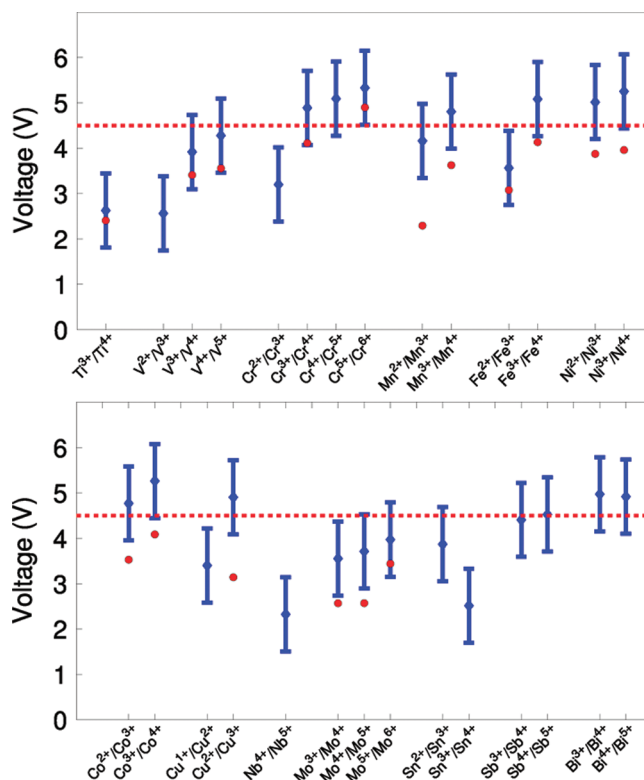 6
5
4
3
2
1
0
Voltage (V)
Ti3+/Ti4+
V2+/V3+
V3+/V4+
V4+/V5+
Cr2+/Cr3+
Cr3+/Cr4+
Cr4+/Cr5+
Cr5+/Cr6+
Mn2+/Mn3+
Mn3+/Mn4+
Fe2+/Fe3+
Fe3+/Fe4+
Ni2+/Ni3+
Ni3+/Ni4+
6
5
4
3
2
1
0
Voltage (V)
Co2+/Co3+
Co3+/Co4+
Cu1+/Cu2+
Cu2+/Cu3+
Nb4+/Nb5+
Mo3+/Mo4+
Mo4+/Mo5+
Mo5+/Mo6+
Sn2+/Sn3+
Sn3+/Sn4+
Sb3+/Sb4+
Sb4+/Sb5+
Bi3+/Bi4+
Bi4+/Bi5+